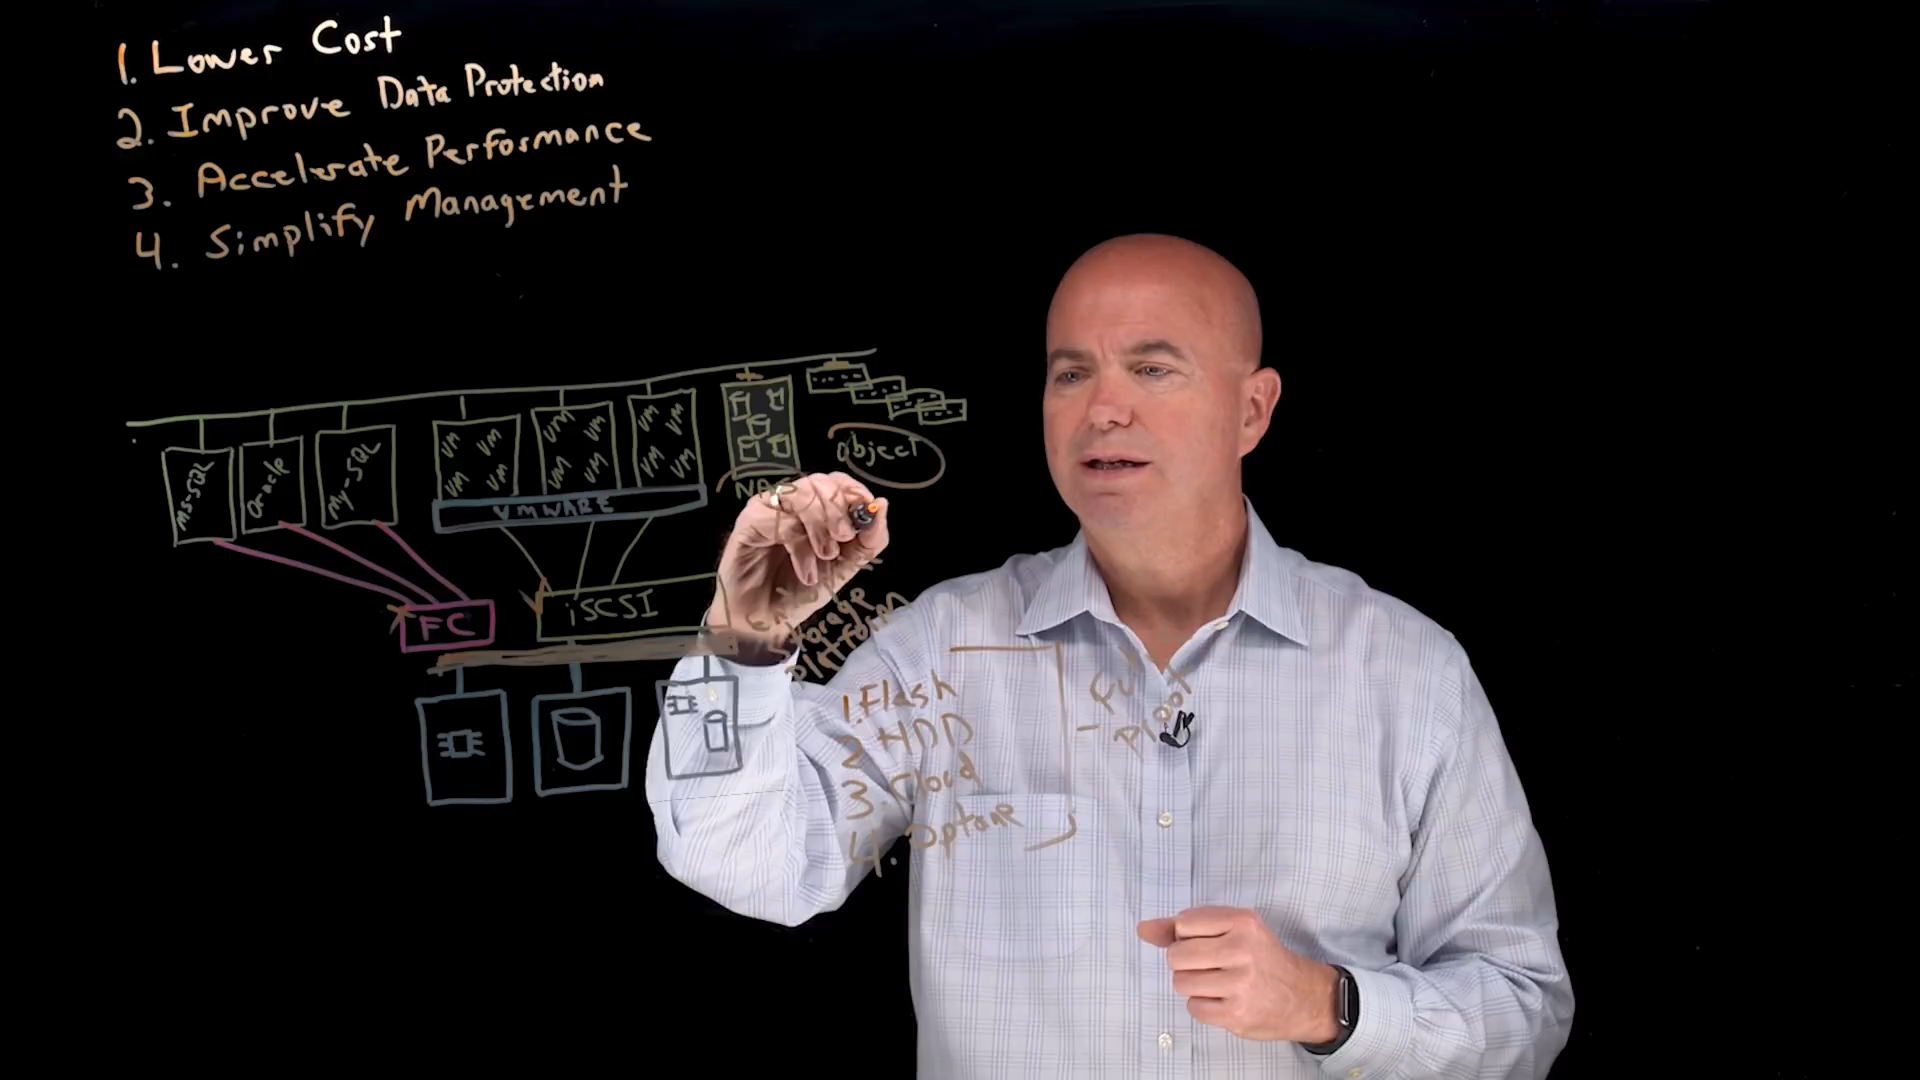 1. Lower Cost
2. Improve Data Protection
3. Accelerate Performance
4. Simplify Management
MS-SQL
Oracle
My-SQL
VM VM
VM VM
VM VM
VM VM
VM VM
VM VM
VMWARE
object
FC
iSCSI
Storage
Platform
1. Flash
2 HDD
3. Cloud
4. Optane